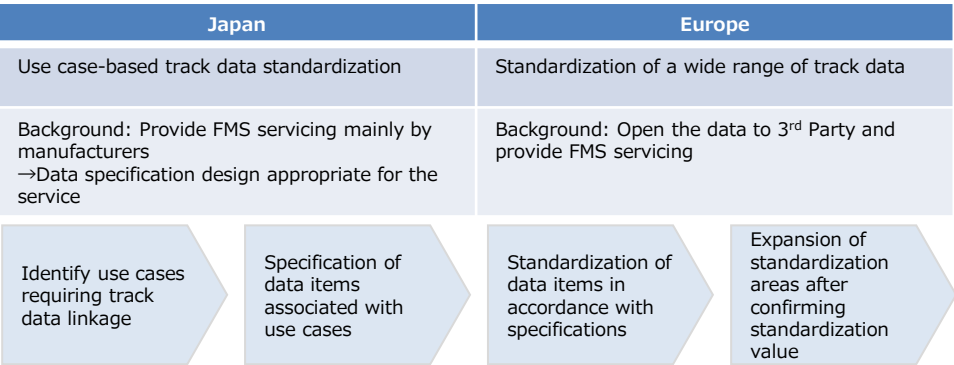 Japan
Europe
Use case-based track data standardization
Standardization of a wide range of track data
Background: Provide FMS servicing mainly by
manufacturers
→Data specification design appropriate for the
service
Background: Open the data to 3rd Party and
provide FMS servicing
Identify use cases
requiring track
data linkage
Specification of
data items
associated with
use cases
Standardization of
data items in
accordance with
specifications
Expansion of
standardization
areas after
confirming
standardization
value